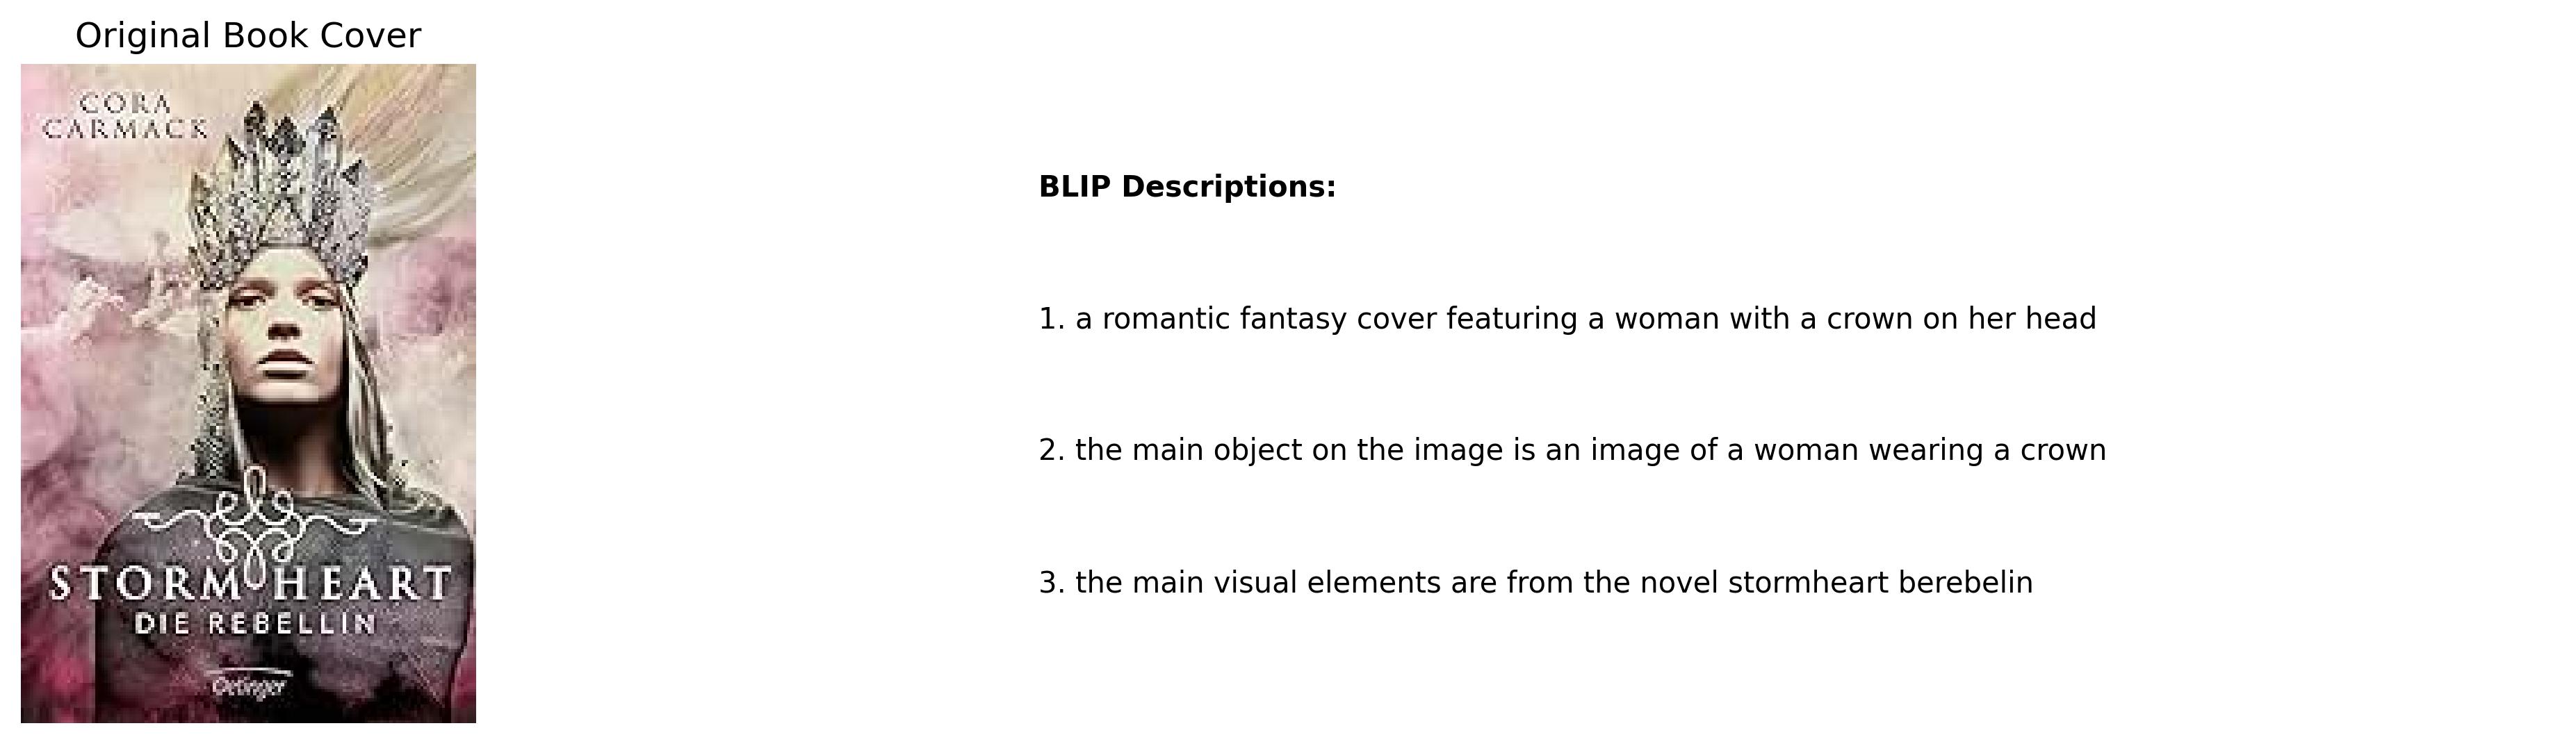 Original Book Cover
CORA
CARMACK
STORMHEART
DIE REBELLIN
Oetinger
BLIP Descriptions:
1. a romantic fantasy cover featuring a woman with a crown on her head
2. the main object on the image is an image of a woman wearing a crown
3. the main visual elements are from the novel stormheart berebelin